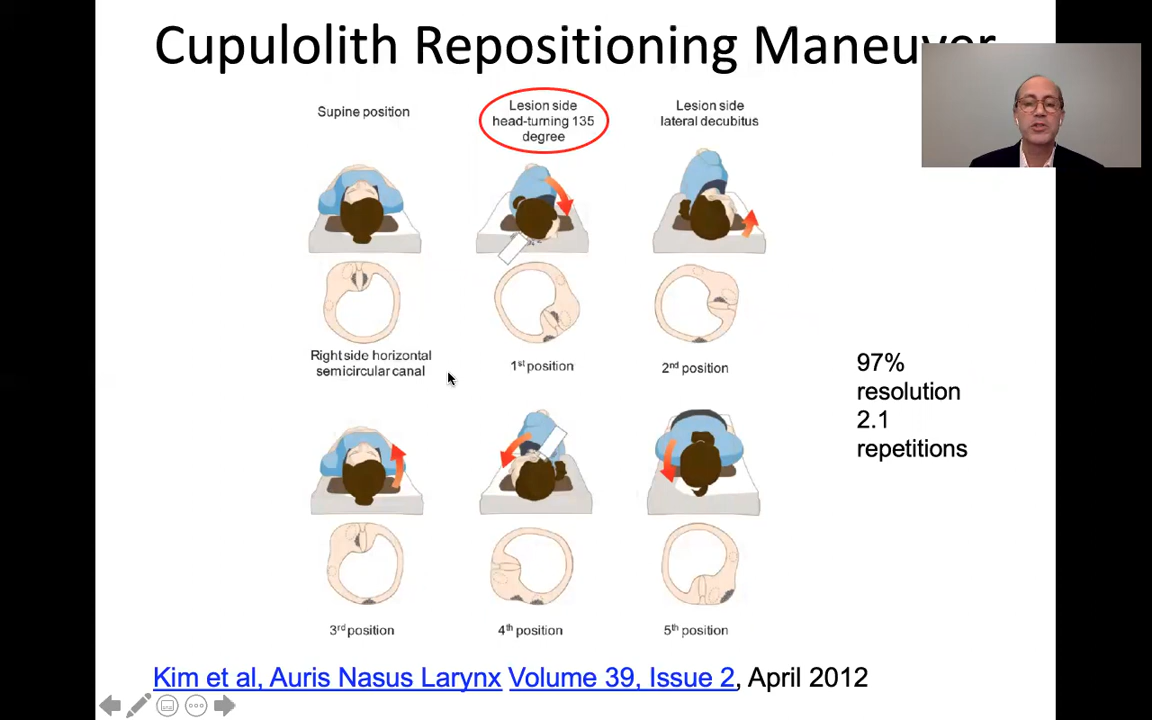 Cupulolith Repositioning Maneuver
Supine position
Lesion side
head-turning 135
degree
Lesion side
lateral decubitus
Right side horizontal
semicircular canal
1st position
2nd position
97%
resolution
2.1
repetitions
3rd position
4th position
5th position
Kim et al, Auris Nasus Larynx Volume 39, Issue 2, April 2012